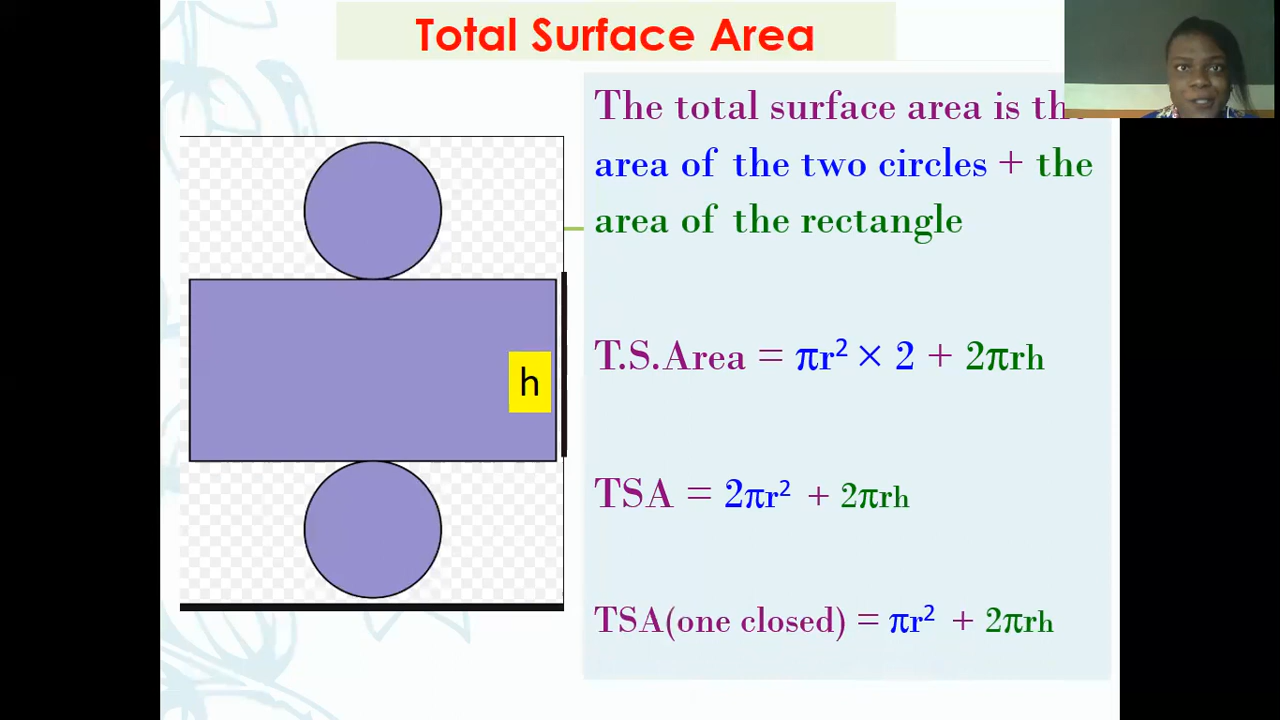 Total Surface Area
The total surface area is
area of the two circles + the
area of the rectangle
h
T.S.Area = πr² × 2 + 2πrh
TSA = 2πr² + 2πrh
TSA(one closed) = πr² + 2πrh